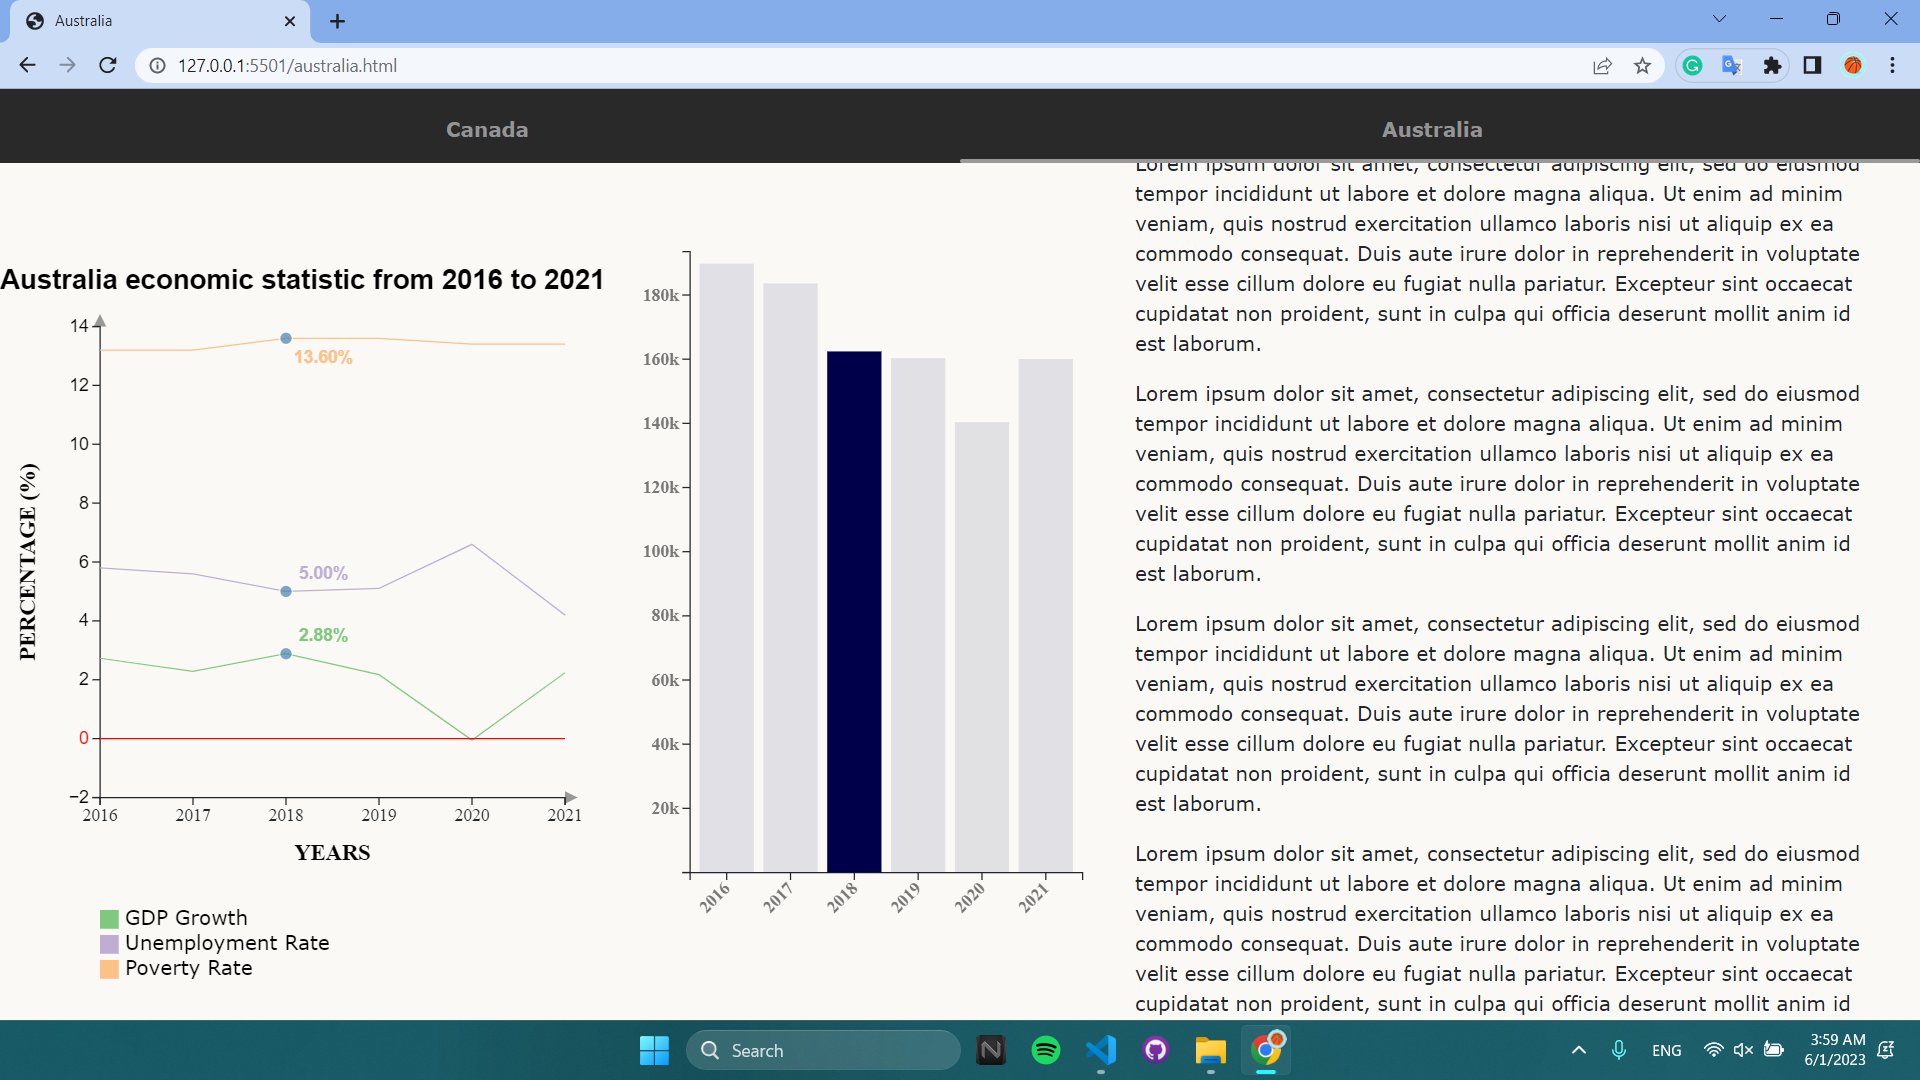 Australia
127.0.0.1:5501/australia.html
Canada
Australia
Australia economic statistic from 2016 to 2021
14
12
10
8
6
4
2
0
−2
PERCENTAGE (%)
13.60%
5.00%
2.88%
2016 2017 2018 2019 2020 2021
YEARS
GDP Growth
Unemployment Rate
Poverty Rate
180k
160k
140k
120k
100k
80k
60k
40k
20k
2016 2017 2018 2019 2020 2021
Lorem ipsum dolor sit amet, consectetur adipiscing elit, sed do eiusmod
tempor incididunt ut labore et dolore magna aliqua. Ut enim ad minim
veniam, quis nostrud exercitation ullamco laboris nisi ut aliquip ex ea
commodo consequat. Duis aute irure dolor in reprehenderit in voluptate
velit esse cillum dolore eu fugiat nulla pariatur. Excepteur sint occaecat
cupidatat non proident, sunt in culpa qui officia deserunt mollit anim id
est laborum.
Lorem ipsum dolor sit amet, consectetur adipiscing elit, sed do eiusmod
tempor incididunt ut labore et dolore magna aliqua. Ut enim ad minim
veniam, quis nostrud exercitation ullamco laboris nisi ut aliquip ex ea
commodo consequat. Duis aute irure dolor in reprehenderit in voluptate
velit esse cillum dolore eu fugiat nulla pariatur. Excepteur sint occaecat
cupidatat non proident, sunt in culpa qui officia deserunt mollit anim id
est laborum.
Lorem ipsum dolor sit amet, consectetur adipiscing elit, sed do eiusmod
tempor incididunt ut labore et dolore magna aliqua. Ut enim ad minim
veniam, quis nostrud exercitation ullamco laboris nisi ut aliquip ex ea
commodo consequat. Duis aute irure dolor in reprehenderit in voluptate
velit esse cillum dolore eu fugiat nulla pariatur. Excepteur sint occaecat
cupidatat non proident, sunt in culpa qui officia deserunt mollit anim id
est laborum.
Lorem ipsum dolor sit amet, consectetur adipiscing elit, sed do eiusmod
tempor incididunt ut labore et dolore magna aliqua. Ut enim ad minim
veniam, quis nostrud exercitation ullamco laboris nisi ut aliquip ex ea
commodo consequat. Duis aute irure dolor in reprehenderit in voluptate
velit esse cillum dolore eu fugiat nulla pariatur. Excepteur sint occaecat
cupidatat non proident, sunt in culpa qui officia deserunt mollit anim id
Search
ENG
3:59 AM
6/1/2023